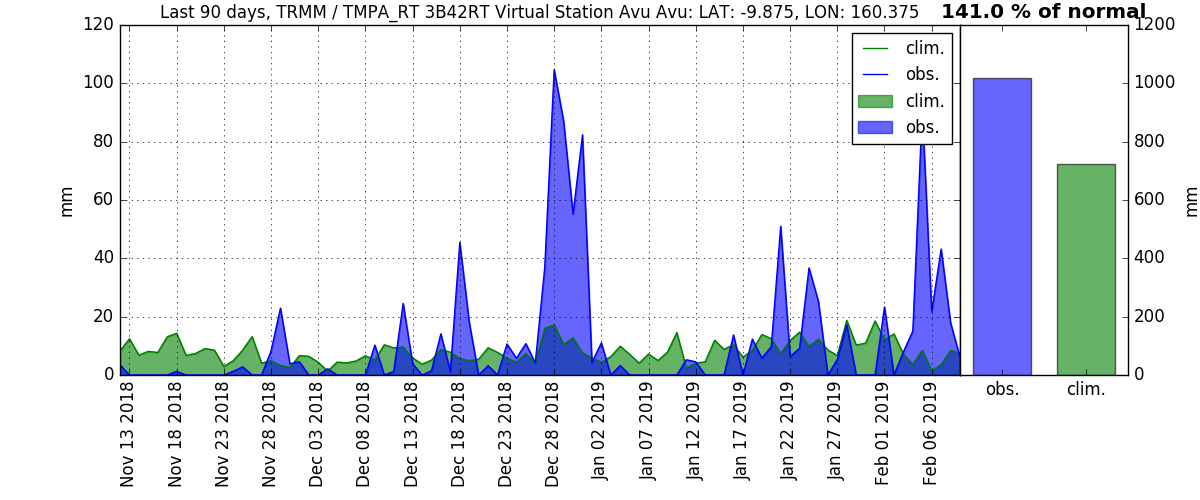 Last 90 days, TRMM / TMPA_RT 3B42RT Virtual Station Avu Avu: LAT: -9.875, LON: 160.375
141.0 % of normal
120
100
80
60
40
20
0
mm
clim.
obs.
clim.
obs.
1200
1000
800
600
400
200
0
mm
Nov 13 2018
Nov 18 2018
Nov 23 2018
Nov 28 2018
Dec 03 2018
Dec 08 2018
Dec 13 2018
Dec 18 2018
Dec 23 2018
Dec 28 2018
Jan 02 2019
Jan 07 2019
Jan 12 2019
Jan 17 2019
Jan 22 2019
Jan 27 2019
Feb 01 2019
Feb 06 2019
obs.
clim.